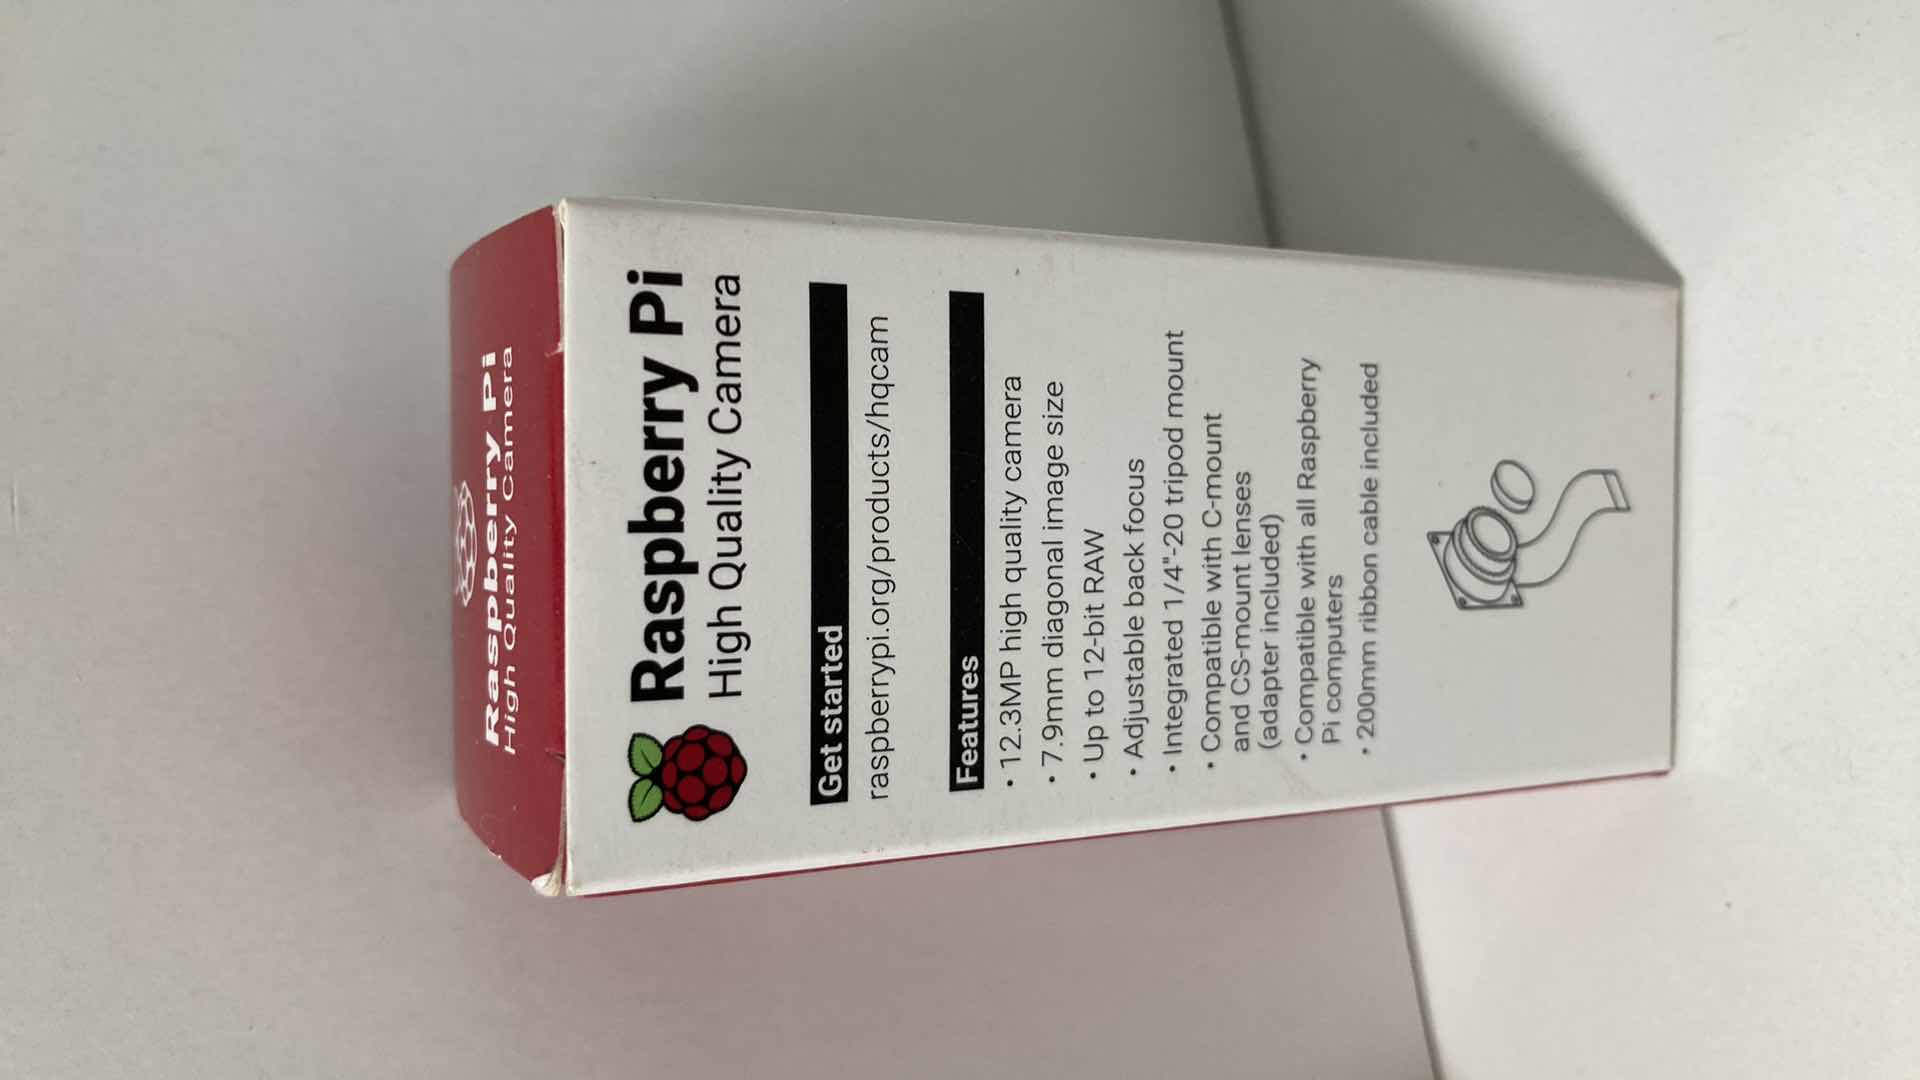 Raspberry Pi
High Quality Camera
Raspberry Pi
High Quality Camera
Get started
raspberrypi.org/products/hqcam
Features
• 12.3MP high quality camera
• 7.9mm diagonal image size
• Up to 12-bit RAW
• Adjustable back focus
• Integrated 1/4"-20 tripod mount
• Compatible with C-mount
and CS-mount lenses
(adapter included)
• Compatible with all Raspberry
Pi computers
• 200mm ribbon cable included